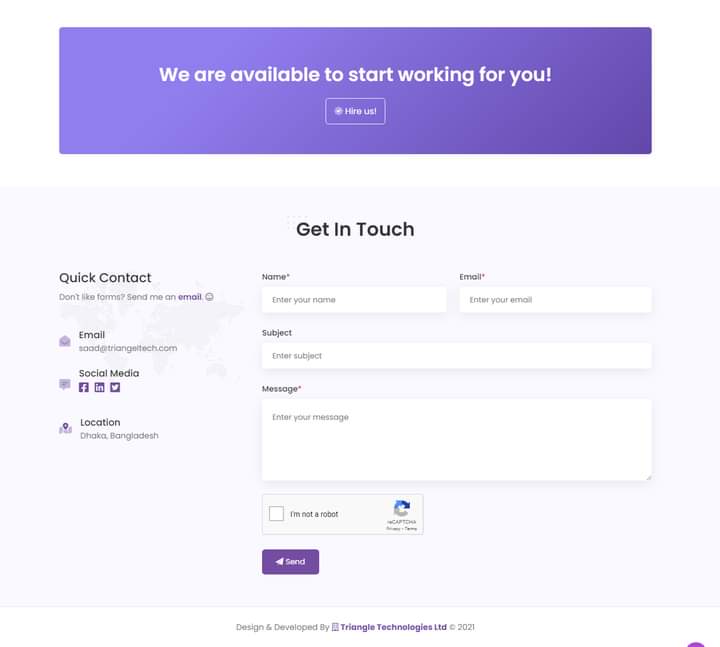 We are available to start working for you!
Hire us!
Get In Touch
Quick Contact
Don't like forms? Send me an email. ☺
Email
saad@triangeltech.com
Social Media
Location
Dhaka, Bangladesh
Name*
Email*
Enter your name
Enter your email
Subject
Enter subject
Message*
Enter your message
I'm not a robot
reCAPTCHA
Privacy - Terms
Send
Design & Developed By Triangle Technologies Ltd © 2021